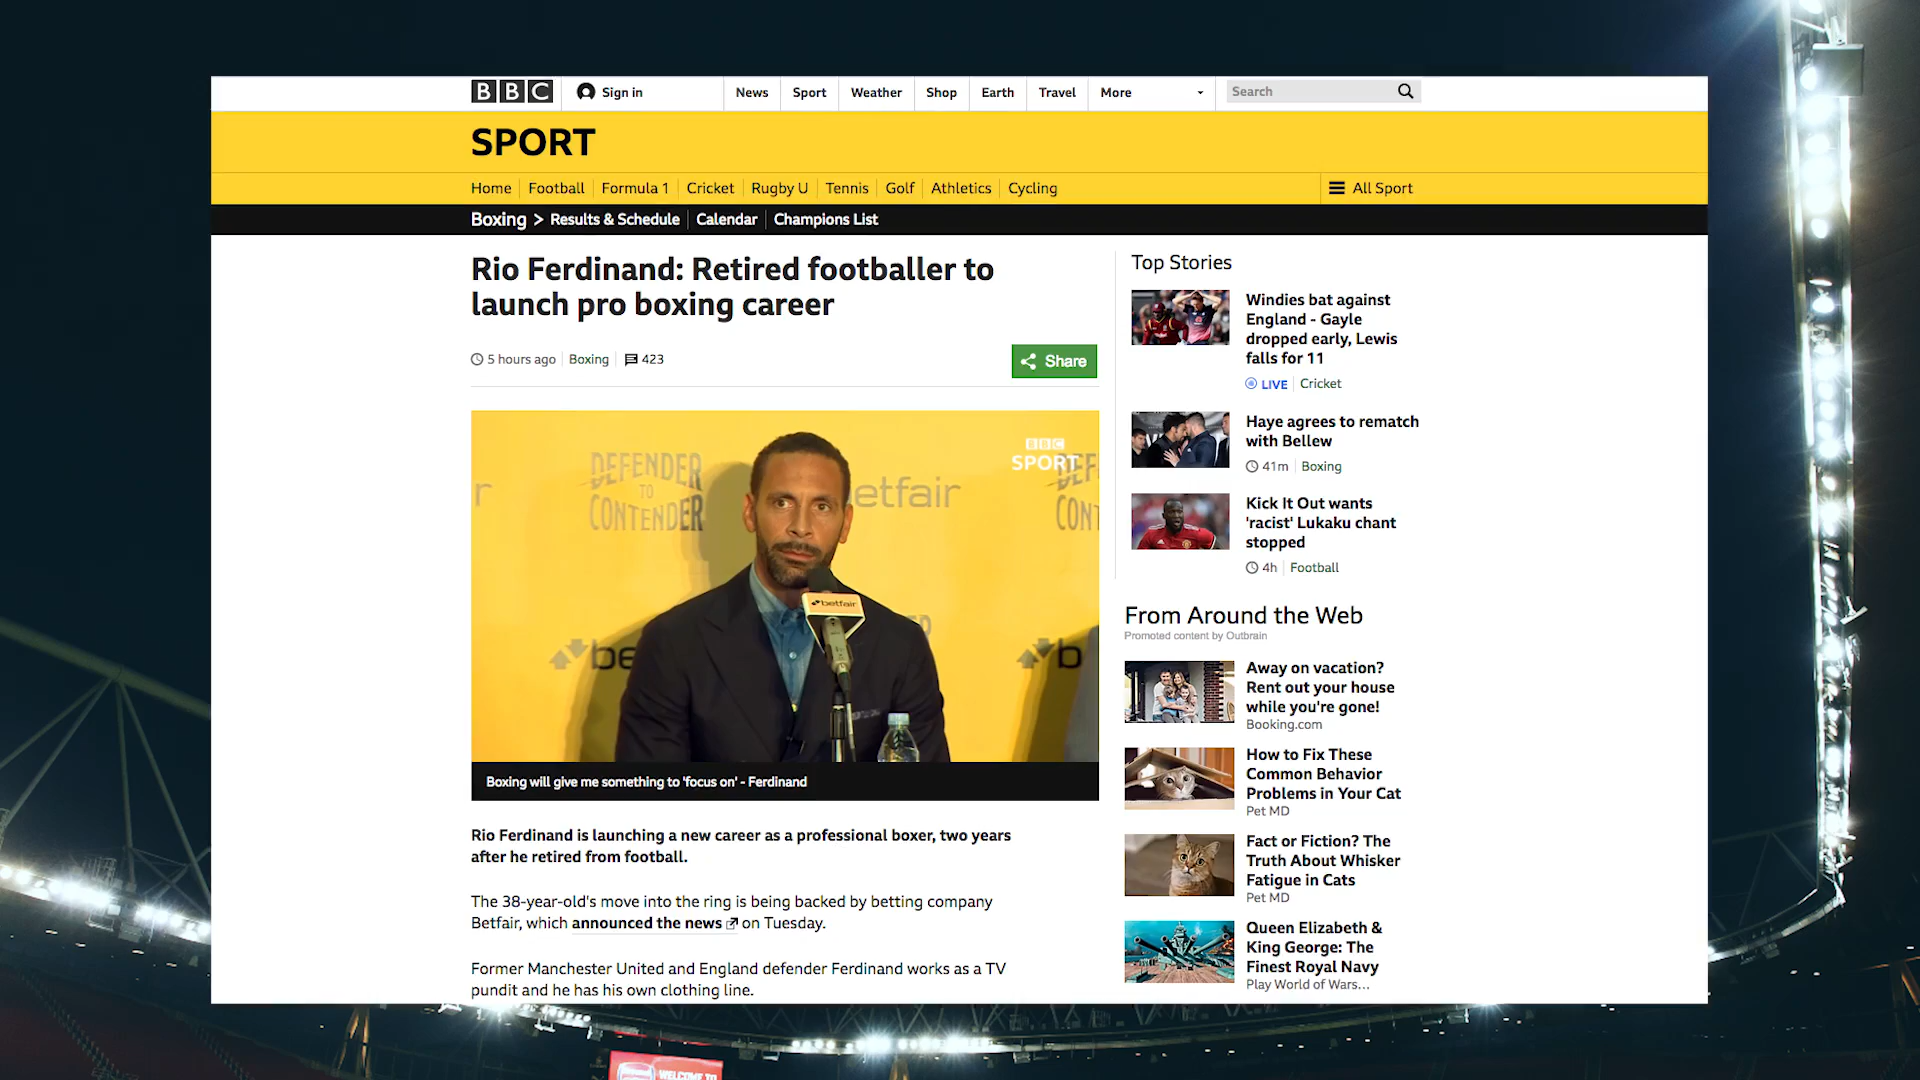 BBC
Sign in
News
Sport
Weather
Shop
Earth
Travel
More
Search
SPORT
Home
Football
Formula 1
Cricket
Rugby U
Tennis
Golf
Athletics
Cycling
All Sport
Boxing > Results & Schedule
Calendar
Champions List
Rio Ferdinand: Retired footballer to
launch pro boxing career
5 hours ago
Boxing
423
Share
BBC
SPORT
DEFENDER
TO
CONTENDER
etfair
DEF
CONT
betfair
be
b
Boxing will give me something to 'focus on' - Ferdinand
Rio Ferdinand is launching a new career as a professional boxer, two years
after he retired from football.
The 38-year-old's move into the ring is being backed by betting company
Betfair, which announced the news on Tuesday.
Former Manchester United and England defender Ferdinand works as a TV
pundit and he has his own clothing line.
Top Stories
Windies bat against
England - Gayle
dropped early, Lewis
falls for 11
LIVE
Cricket
Haye agrees to rematch
with Bellew
41m
Boxing
Kick It Out wants
'racist' Lukaku chant
stopped
4h
Football
From Around the Web
Promoted content by Outbrain
Away on vacation?
Rent out your house
while you're gone!
Booking.com
How to Fix These
Common Behavior
Problems in Your Cat
Pet MD
Fact or Fiction? The
Truth About Whisker
Fatigue in Cats
Pet MD
Queen Elizabeth &
King George: The
Finest Royal Navy
Play World of Wars...
WELCOME TO